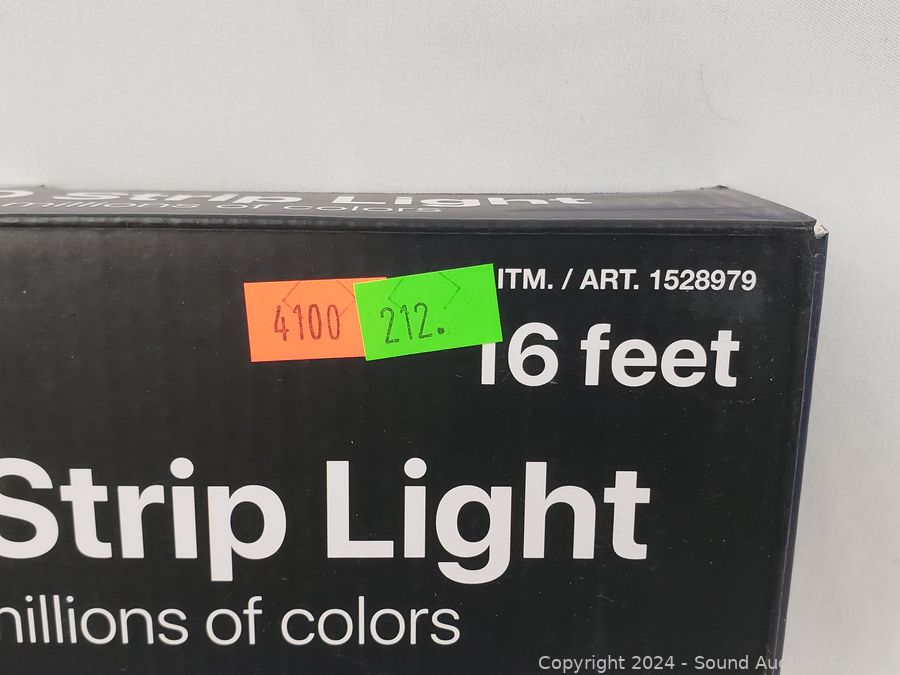 Strip Light
millions of colors
ITM. / ART. 1528979
4100 212.
16 feet
Strip Light
millions of colors
Copyright 2024 - Sound Auction Ser